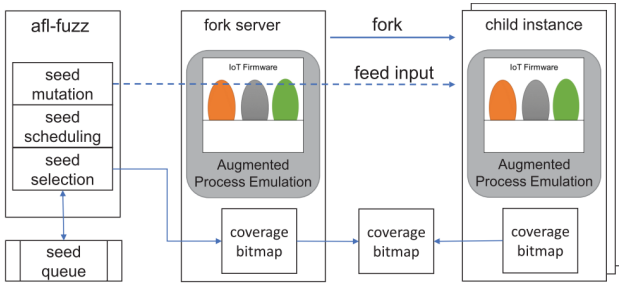 afl-fuzz
seed
mutation
seed
scheduling
seed
selection
seed
queue
fork server
IoT Firmware
Augmented
Process Emulation
coverage
bitmap
fork
feed input
coverage
bitmap
child instance
IoT Firmware
Augmented
Process Emulation
coverage
bitmap